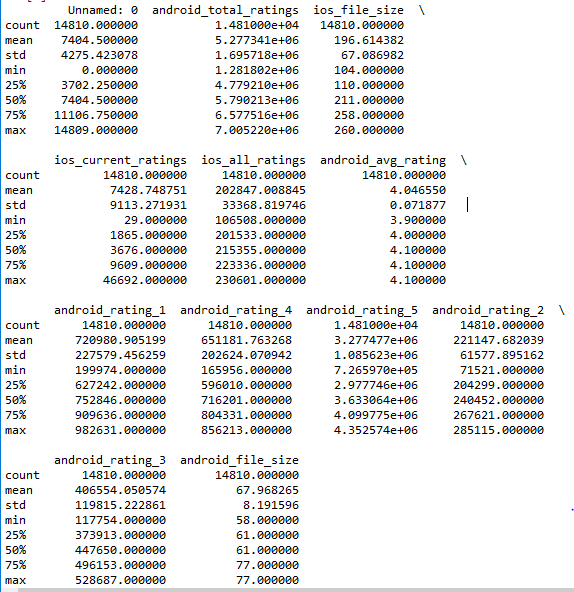 Unnamed: 0  android_total_ratings  ios_file_size  \
count  14810.000000  1.481000e+04  14810.000000
mean  7404.500000  5.277341e+06  196.614382
std  4275.423078  1.695718e+06  67.086982
min  0.000000  1.281802e+06  104.000000
25%  3702.250000  4.779210e+06  110.000000
50%  7404.500000  5.790213e+06  211.000000
75%  11106.750000  6.577516e+06  258.000000
max  14809.000000  7.005220e+06  260.000000
ios_current_ratings  ios_all_ratings  android_avg_rating  \
count  14810.000000  14810.000000  14810.000000
mean  7428.748751  202847.008845  4.046550
std  9113.271931  33368.819746  0.071877
min  29.000000  106508.000000  3.900000
25%  1865.000000  201533.000000  4.000000
50%  3676.000000  215355.000000  4.100000
75%  9609.000000  223336.000000  4.100000
max  46692.000000  230601.000000  4.100000
android_rating_1  android_rating_4  android_rating_5  android_rating_2  \
count  14810.000000  14810.000000  1.481000e+04  14810.000000
mean  720980.905199  651181.763268  3.277477e+06  221147.682039
std  227579.456259  202624.070942  1.085623e+06  61577.895162
min  199974.000000  165956.000000  7.265970e+05  71521.000000
25%  627242.000000  596010.000000  2.977746e+06  204299.000000
50%  752846.000000  716201.000000  3.633064e+06  240452.000000
75%  909636.000000  804331.000000  4.099775e+06  267621.000000
max  982631.000000  856213.000000  4.352574e+06  285115.000000
android_rating_3  android_file_size
count  14810.000000  14810.000000
mean  406554.050574  67.968265
std  119815.222861  8.191596
min  117754.000000  58.000000
25%  373913.000000  61.000000
50%  447650.000000  61.000000
75%  496153.000000  77.000000
max  528687.000000  77.000000